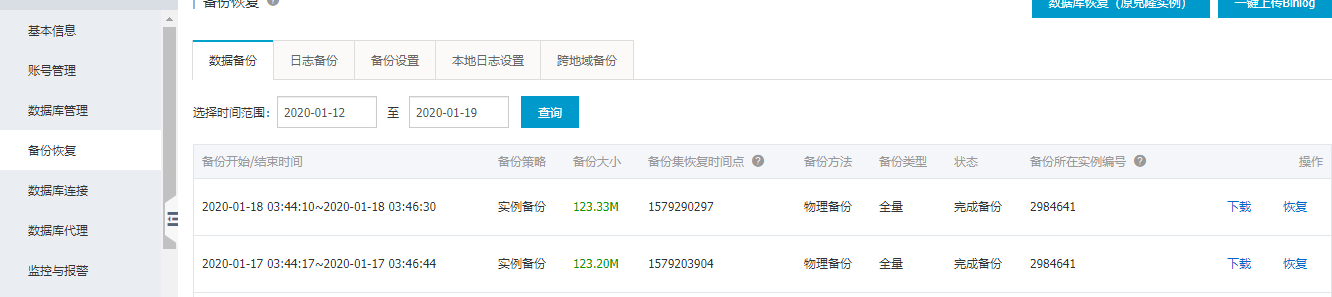 备份恢复
数据库恢复（原克隆实例）
一键上传Binlog
基本信息
账号管理
数据库管理
备份恢复
数据库连接
数据库代理
监控与报警
数据备份 日志备份 备份设置 本地日志设置 跨地域备份
选择时间范围： 2020-01-12 至 2020-01-19 查询
备份开始/结束时间 备份策略 备份大小 备份集恢复时间点 备份方法 备份类型 状态 备份所在实例编号 操作
2020-01-18 03:44:10~2020-01-18 03:46:30 实例备份 123.33M 1579290297 物理备份 全量 完成备份 2984641 下载 恢复
2020-01-17 03:44:17~2020-01-17 03:46:44 实例备份 123.20M 1579203904 物理备份 全量 完成备份 2984641 下载 恢复